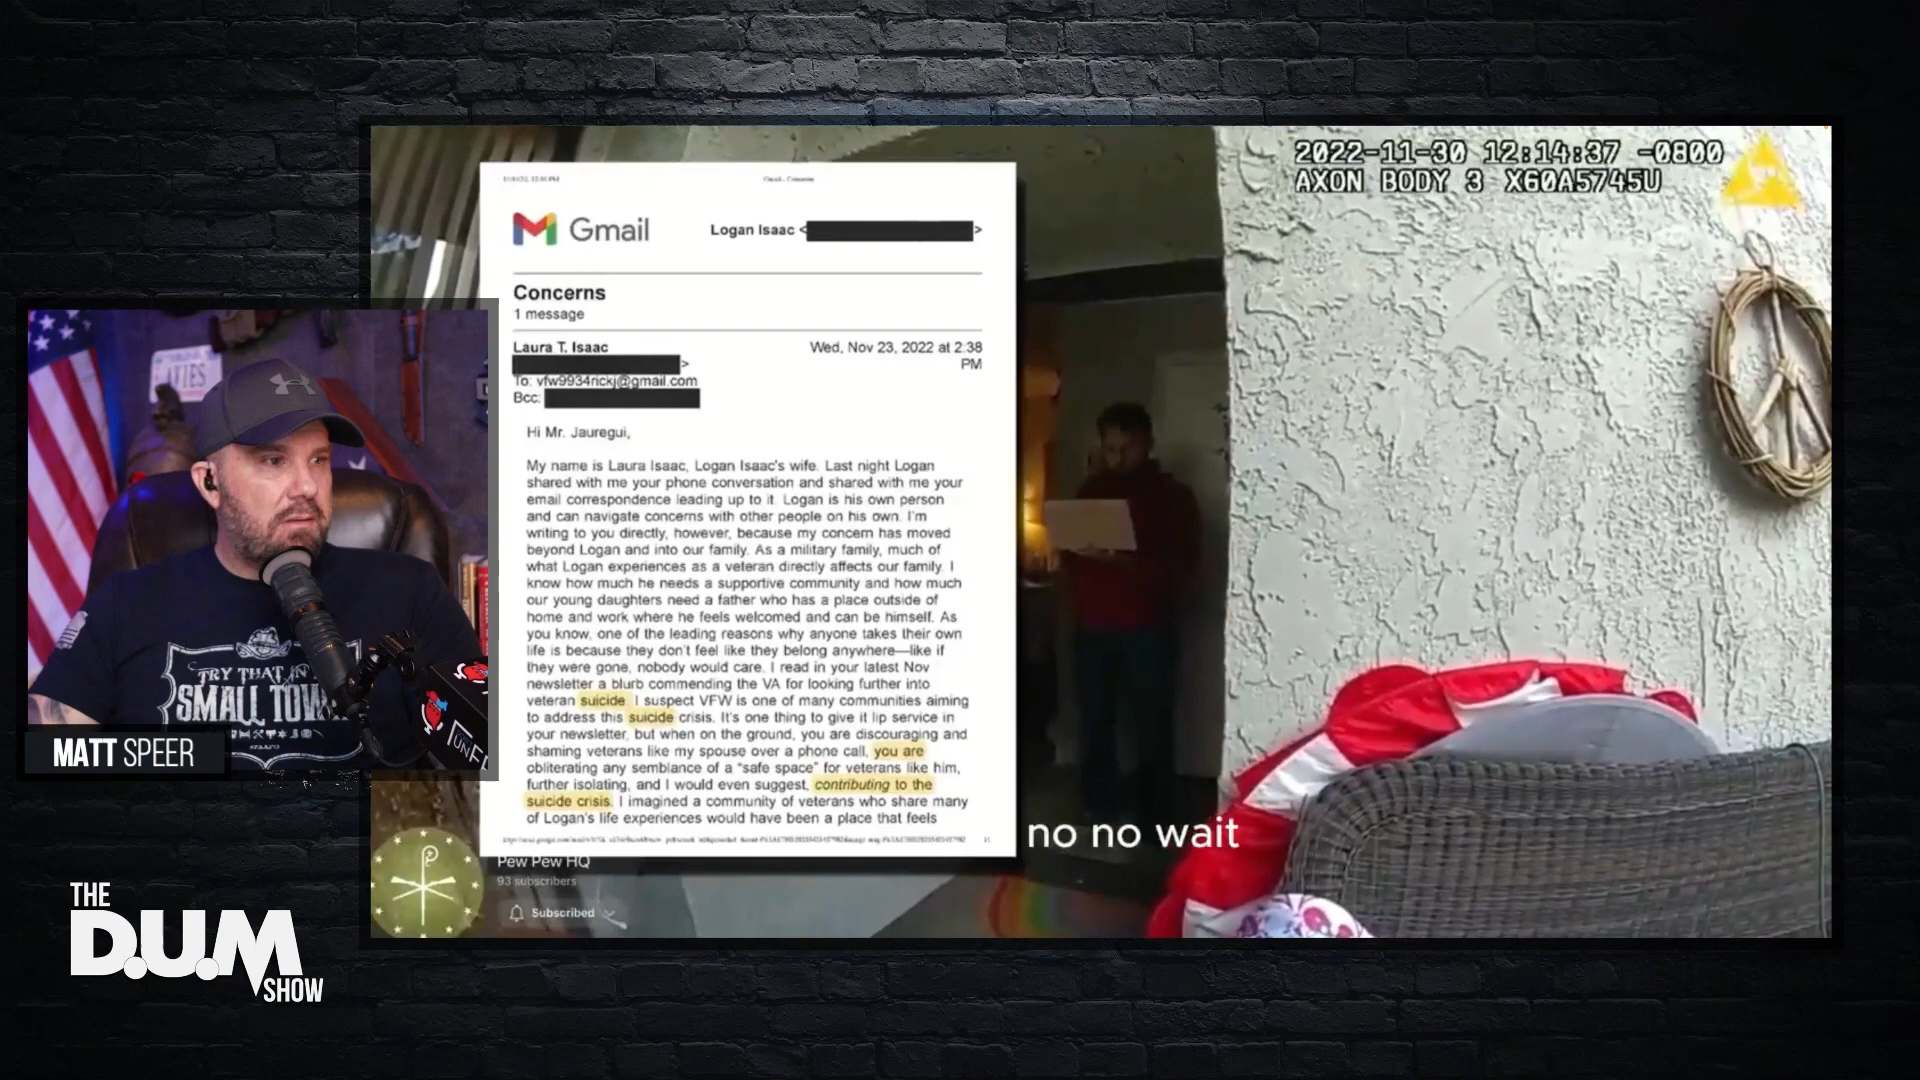 2022-11-30 12:14:37 -0800
AXON BODY 3 X60A5745U
Gmail - Concerns
Gmail
Logan Isaac < >
Concerns
1 message
Laura T. Isaac
>
Wed, Nov 23, 2022 at 2:38
PM
To: vfw9934rickj@gmail.com
Bcc:
Hi Mr. Jauregui,
My name is Laura Isaac, Logan Isaac's wife. Last night Logan
shared with me your phone conversation and shared with me your
email correspondence leading up to it. Logan is his own person
and can navigate concerns with other people on his own. I'm
writing to you directly, however, because my concern has moved
beyond Logan and into our family. As a military family, much of
what Logan experiences as a veteran directly affects our family. I
know how much he needs a supportive community and how much
our young daughters need a father who has a place outside of
home and work where he feels welcomed and can be himself. As
you know, one of the leading reasons why anyone takes their own
life is because they don't feel like they belong anywhere—like if
they were gone, nobody would care. I read in your latest Nov
newsletter a blurb commending the VA for looking further into
veteran suicide. I suspect VFW is one of many communities aiming
to address this suicide crisis. It's one thing to give it lip service in
your newsletter, but when on the ground, you are discouraging and
shaming veterans like my spouse over a phone call, you are
obliterating any semblance of a "safe space" for veterans like him,
further isolating, and I would even suggest, contributing to the
suicide crisis. I imagined a community of veterans who share many
of Logan's life experiences would have been a place that feels
no no wait
Pew Pew HQ
93 subscribers
Subscribed
TRY THAT IN A
SMALL TOWN
UNF
MATT SPEER
THE
D.U.M
SHOW